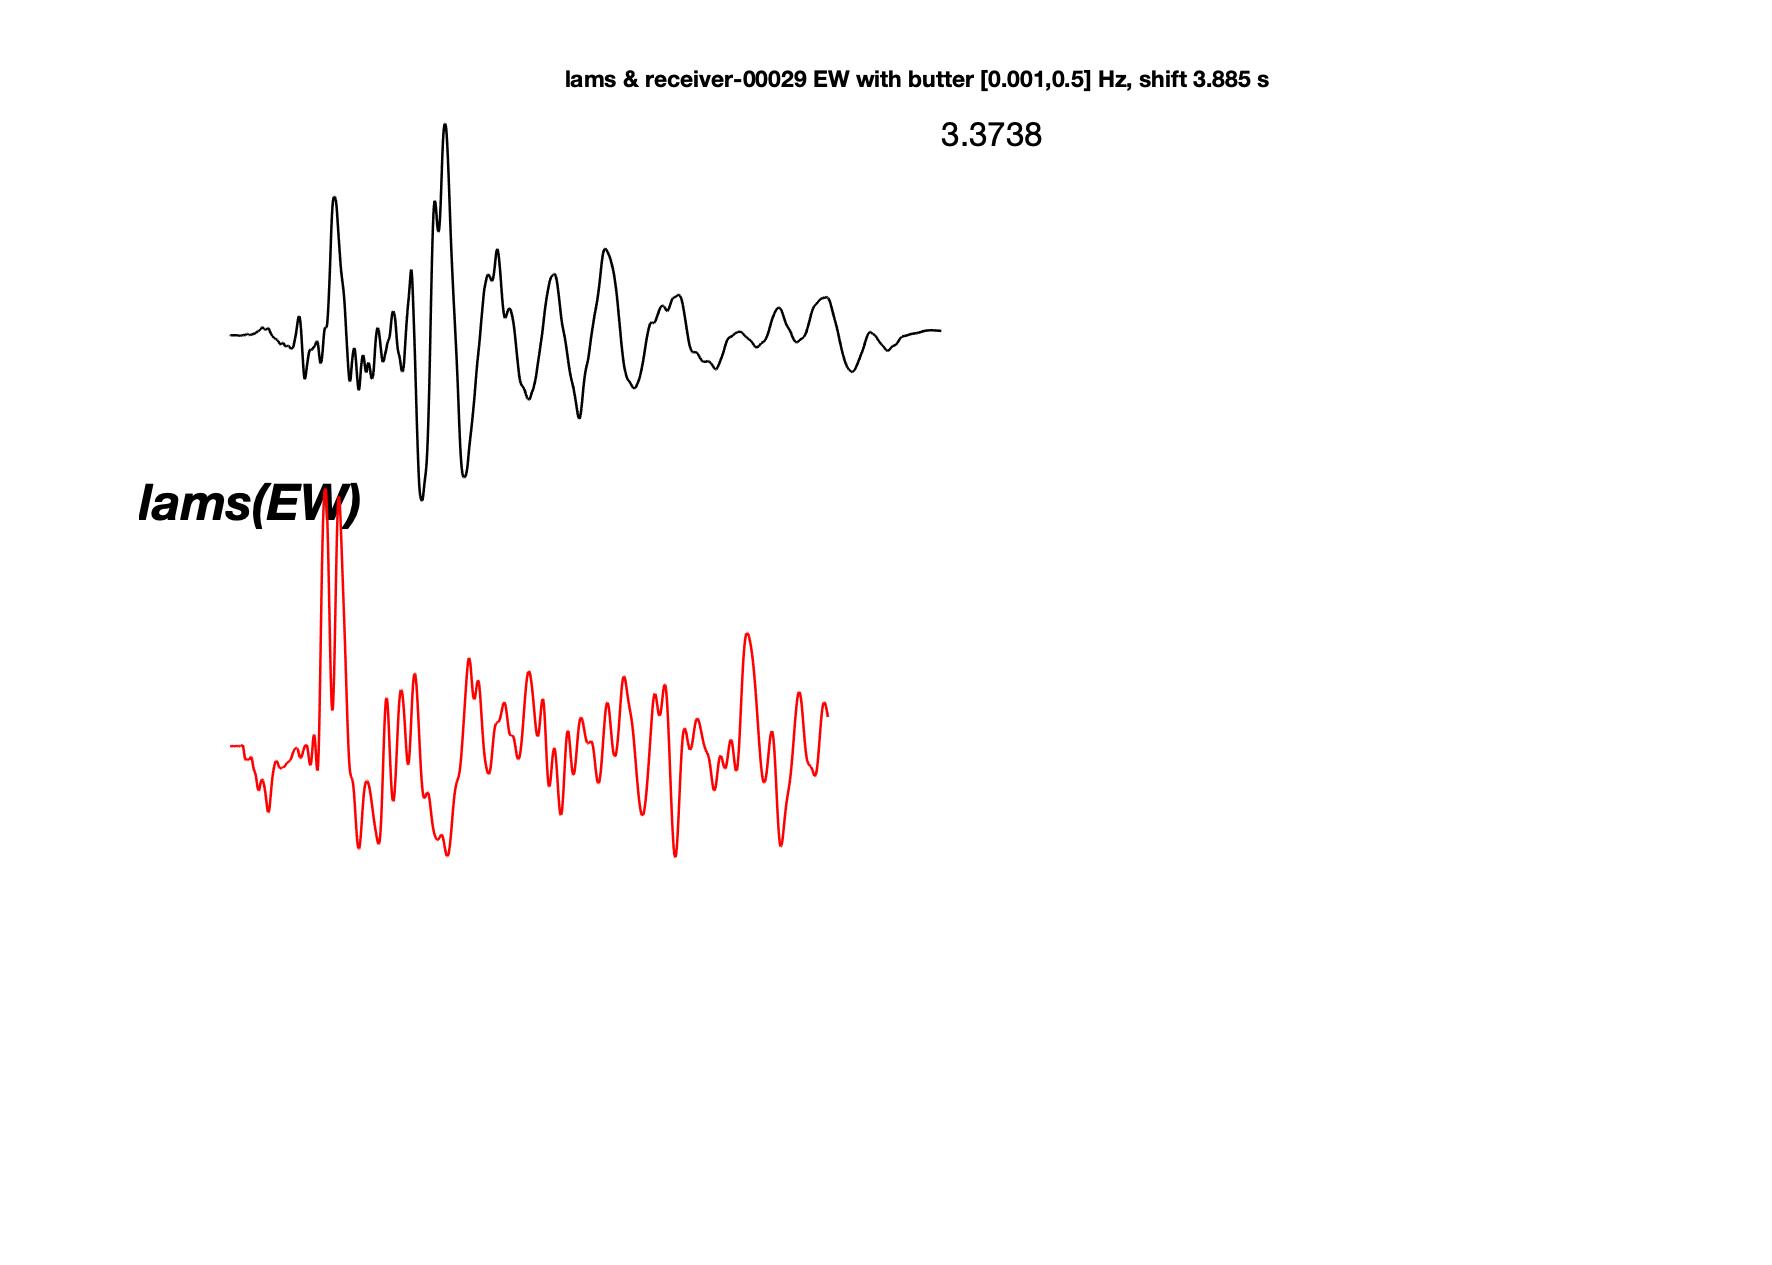 lams & receiver-00029 EW with butter [0.001,0.5] Hz, shift 3.885 s
3.3738
lams(EW)